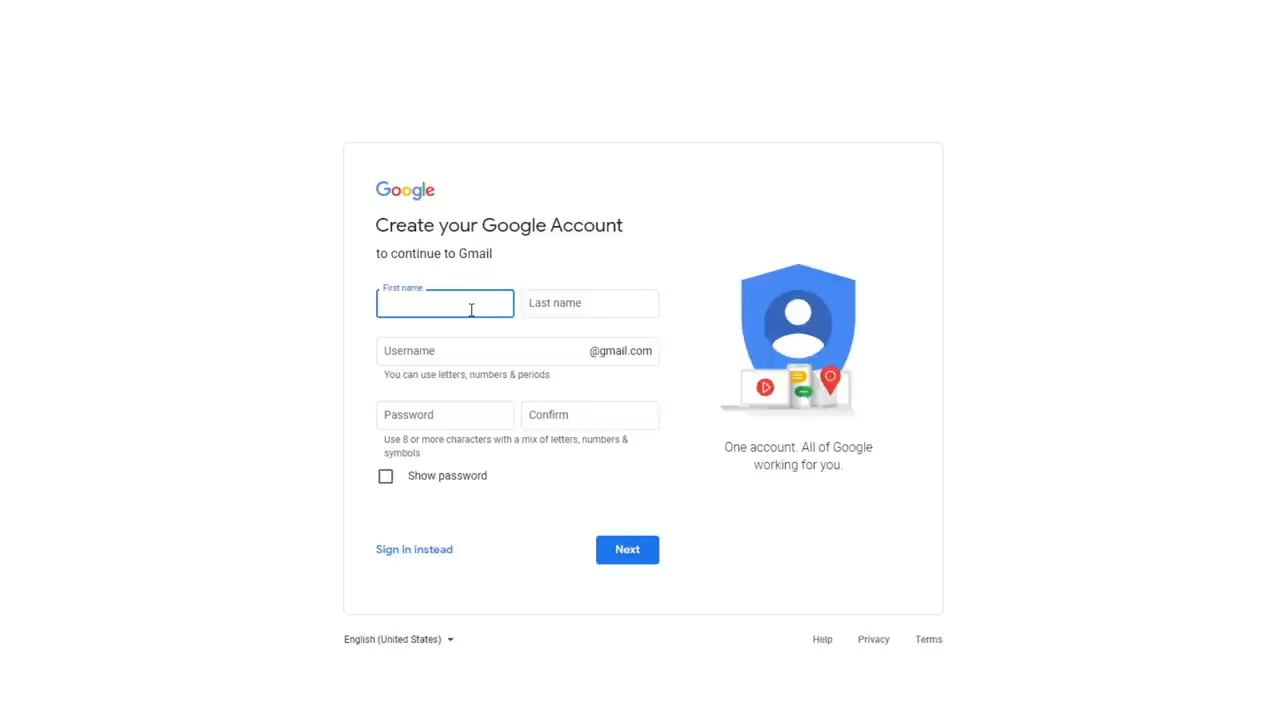 Google
Create your Google Account
to continue to Gmail
First name
Last name
Username
@gmail.com
You can use letters, numbers & periods
Password
Confirm
Use 8 or more characters with a mix of letters, numbers &
symbols
Show password
Sign in instead
Next
One account. All of Google
working for you.
English (United States)
Help
Privacy
Terms